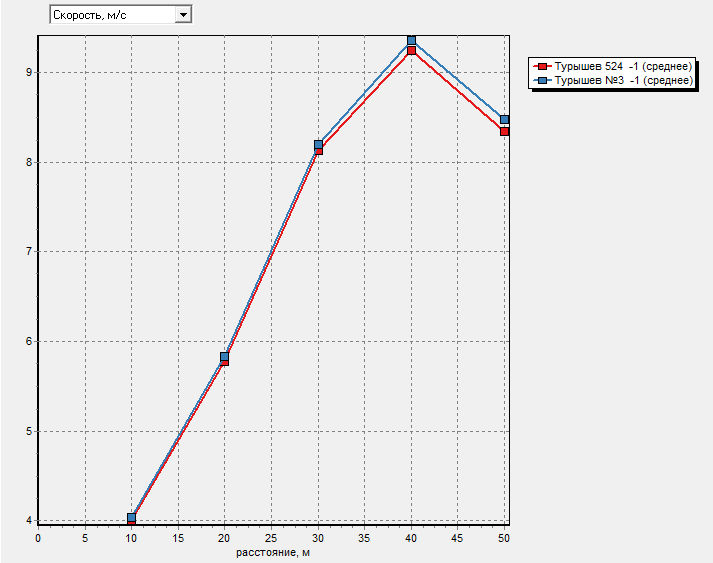 Скорость, м/с
9
8
7
6
5
4
0 5 10 15 20 25 30 35 40 45 50
расстояние, м
Турышев 524 -1 (среднее)
Турышев №3 -1 (среднее)